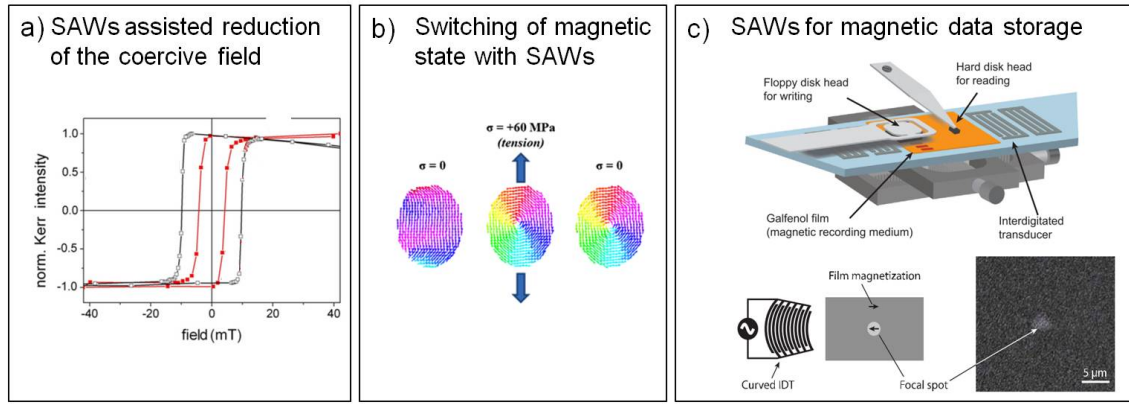 a) SAWs assisted reduction
of the coercive field
norm. Kerr intensity
1.0
0.5
0.0
-0.5
-1.0
-40
-20
0
20
40
field (mT)
b) Switching of magnetic
state with SAWs
σ = +60 MPa
(tension)
σ = 0
σ = 0
c) SAWs for magnetic data storage
Floppy disk head
for writing
Hard disk head
for reading
Galfenol film
(magnetic recording medium)
Interdigitated
transducer
Film magnetization
Curved IDT
Focal spot
5 µm